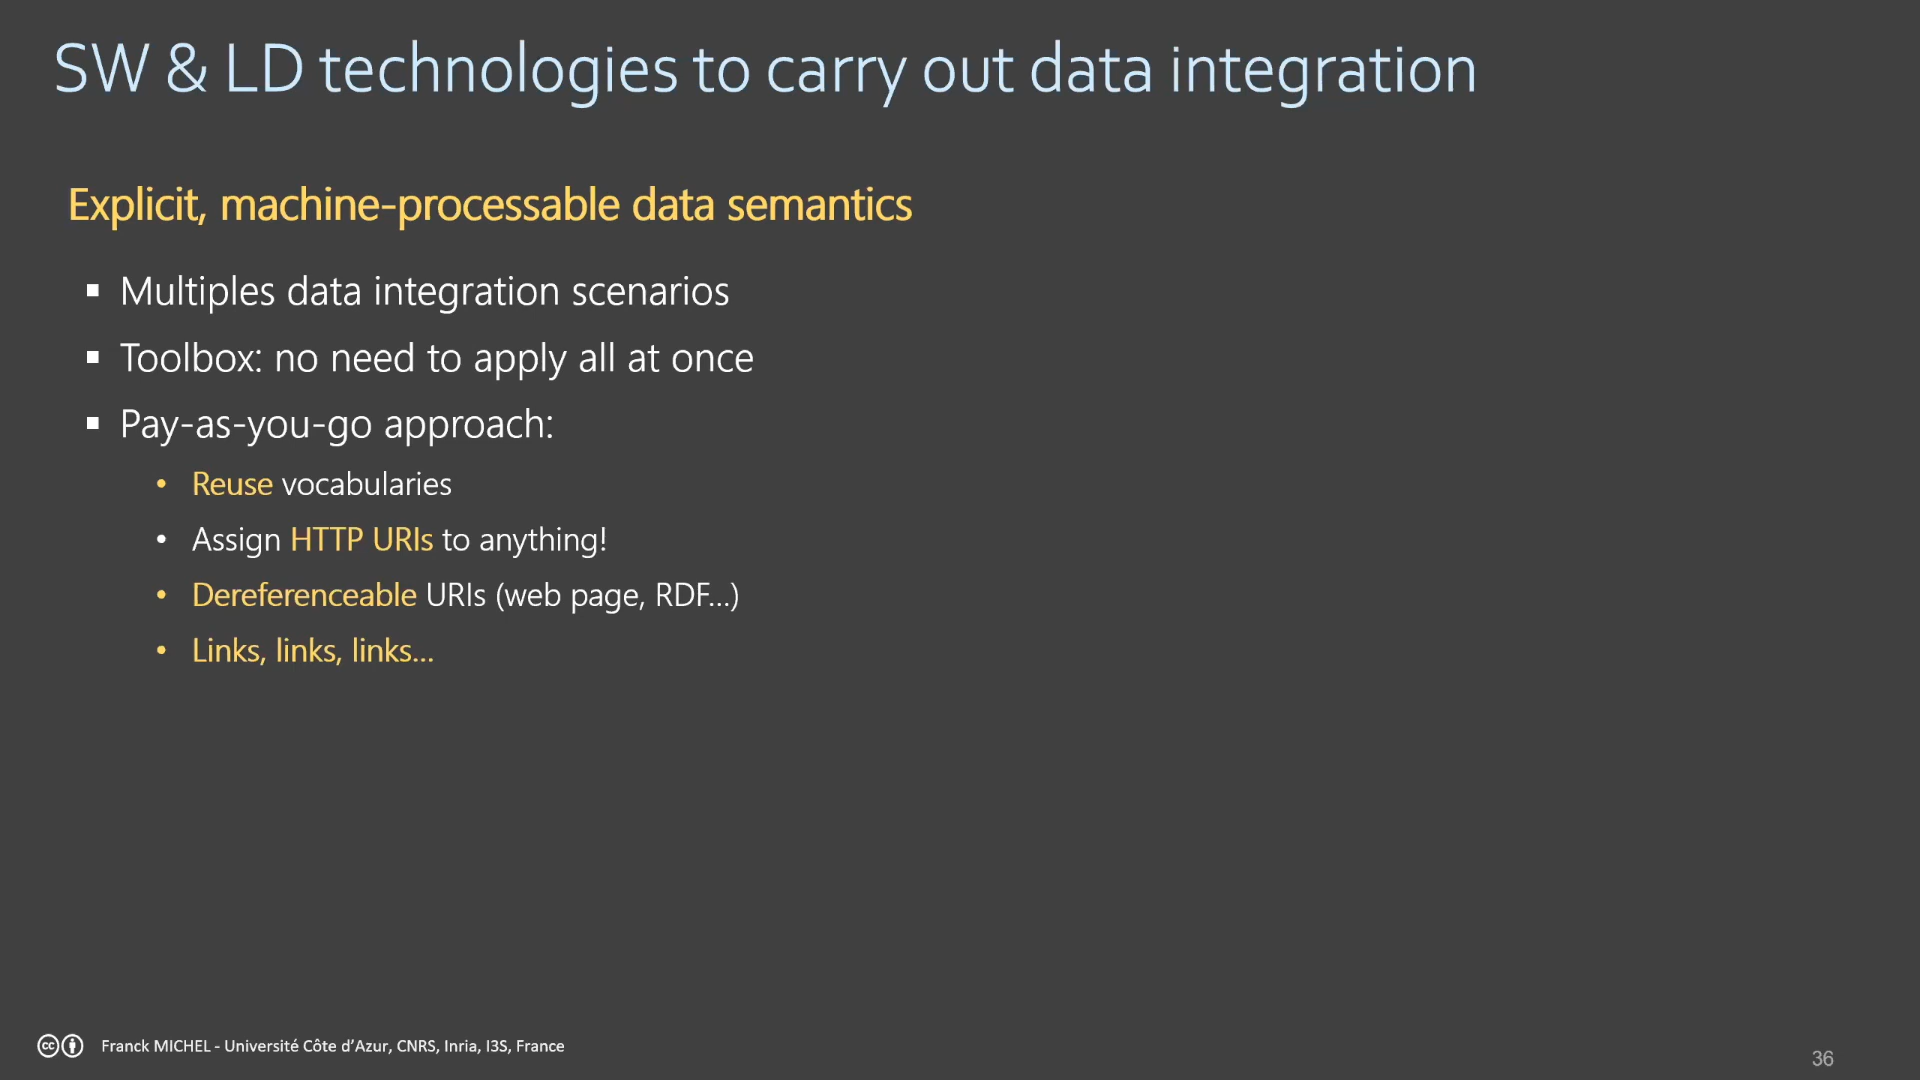 SW & LD technologies to carry out data integration
Explicit, machine-processable data semantics
▪ Multiples data integration scenarios
▪ Toolbox: no need to apply all at once
▪ Pay-as-you-go approach:
• Reuse vocabularies
• Assign HTTP URIs to anything!
• Dereferenceable URIs (web page, RDF...)
• Links, links, links...
cc Franck MICHEL - Université Côte d'Azur, CNRS, Inria, I3S, France
36